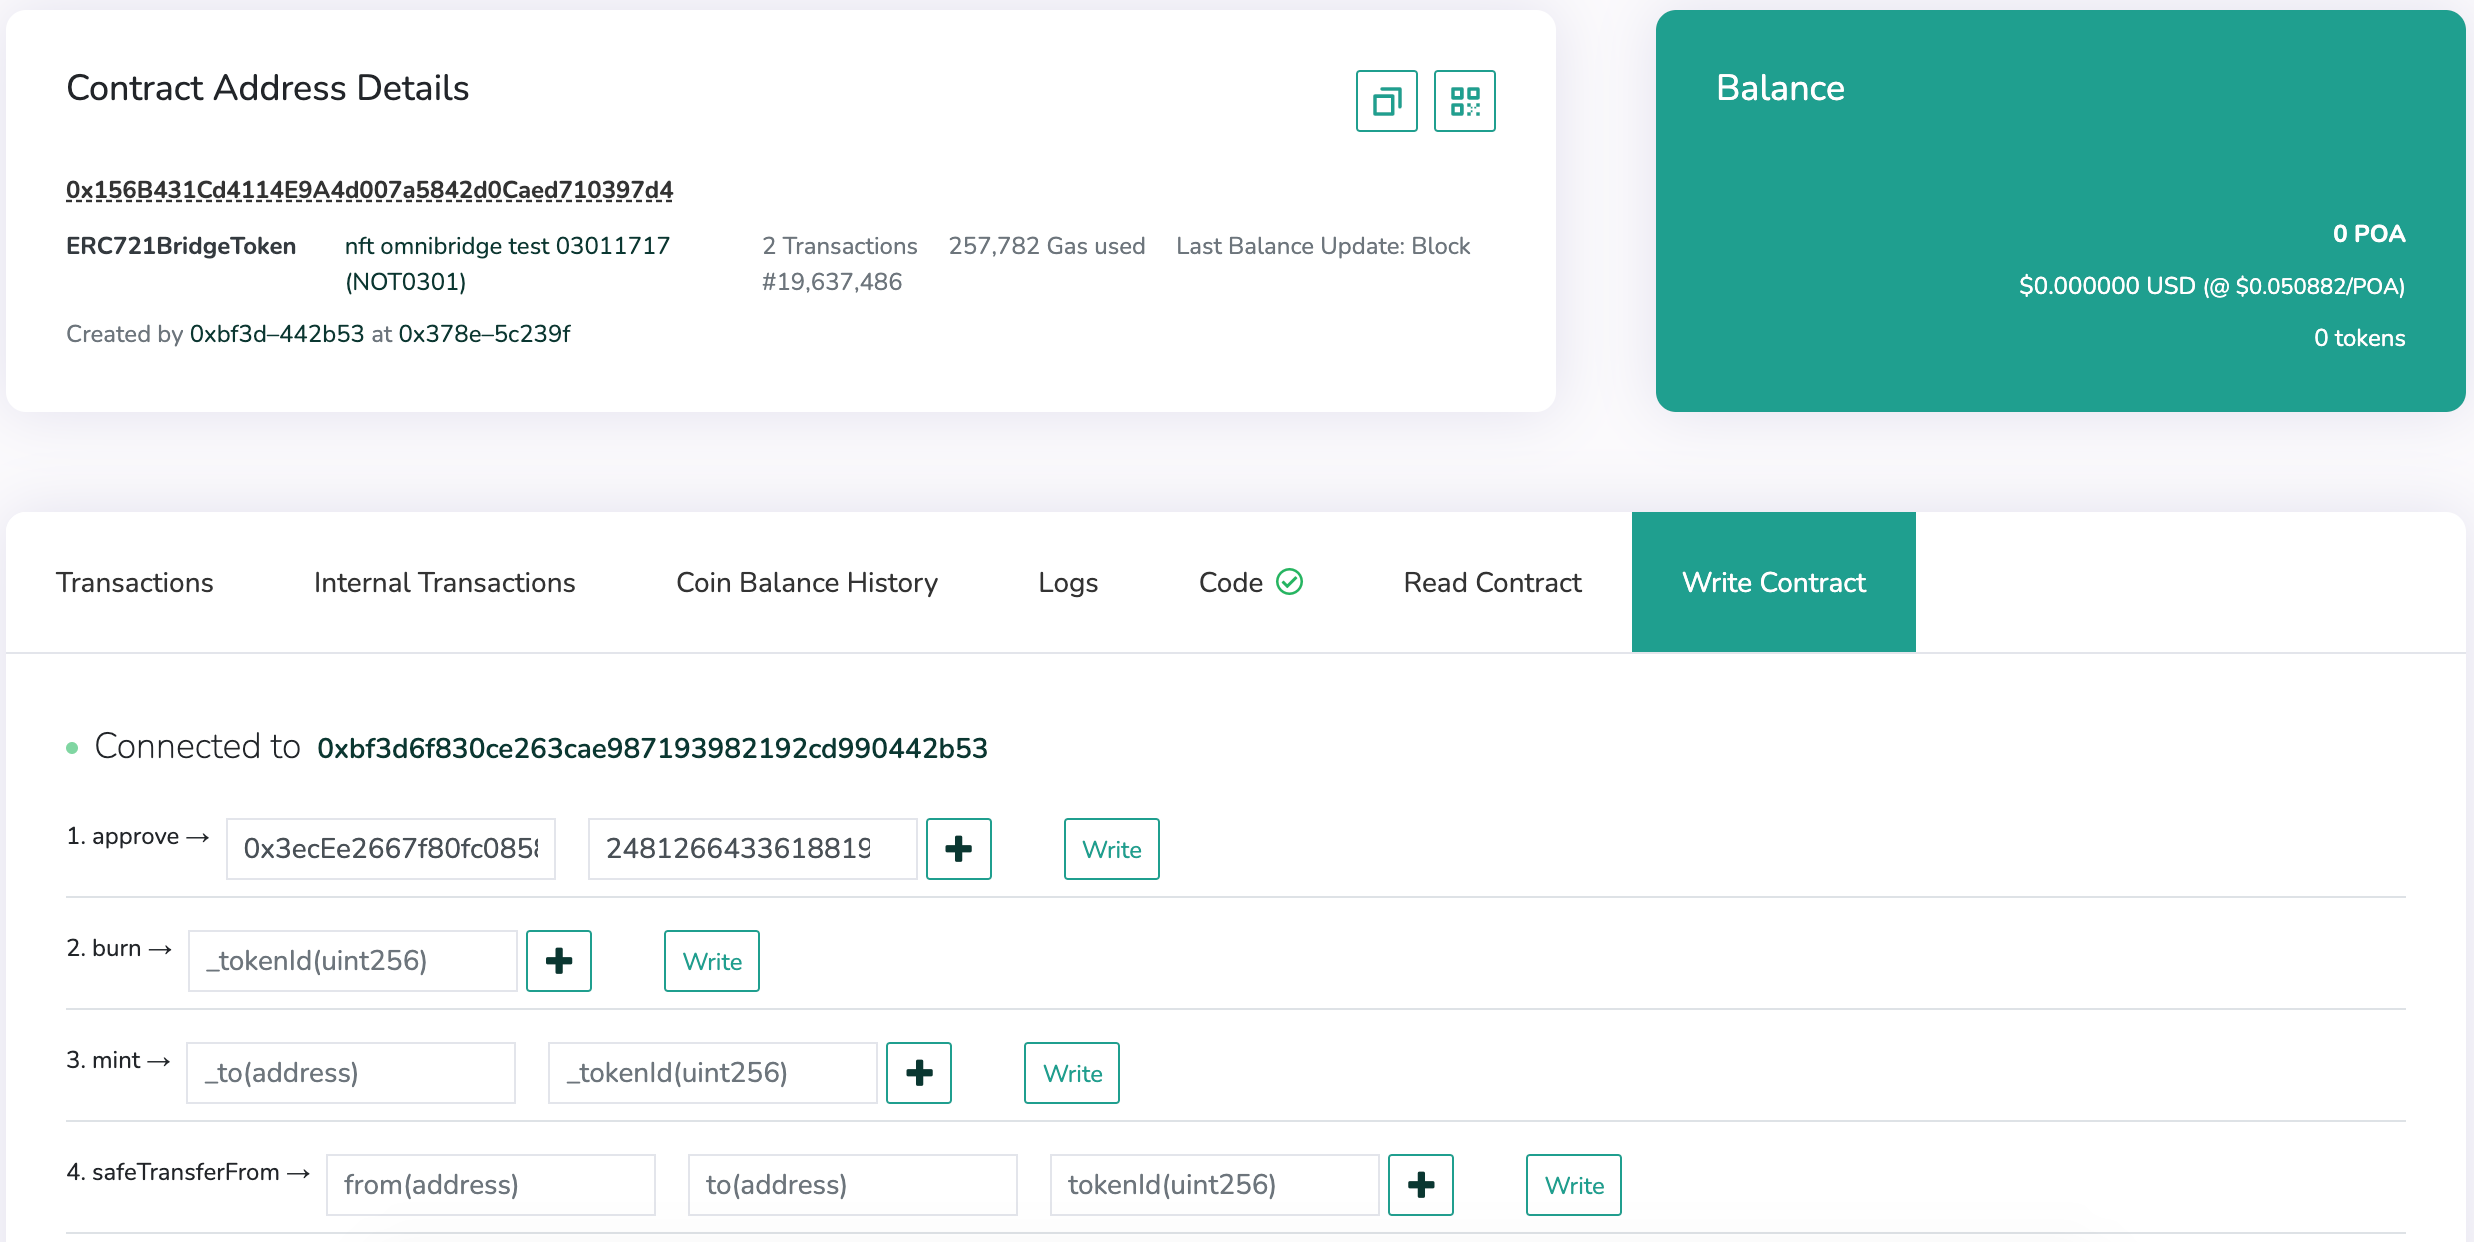 Contract Address Details
0x156B431Cd4114E9A4d007a5842d0Caed710397d4
ERC721BridgeToken nft omnibridge test 03011717 2 Transactions 257,782 Gas used Last Balance Update: Block
(NOT0301) #19,637,486
Created by 0xbf3d–442b53 at 0x378e–5c239f
Balance
0 POA
$0.000000 USD (@ $0.050882/POA)
0 tokens
Transactions Internal Transactions Coin Balance History Logs Code Read Contract Write Contract
Connected to 0xbf3d6f830ce263cae987193982192cd990442b53
1. approve → 0x3ecEe2667f80fc0858 2481266433618819 Write
2. burn → _tokenId(uint256) Write
3. mint → _to(address) _tokenId(uint256) Write
4. safeTransferFrom → from(address) to(address) tokenId(uint256) Write